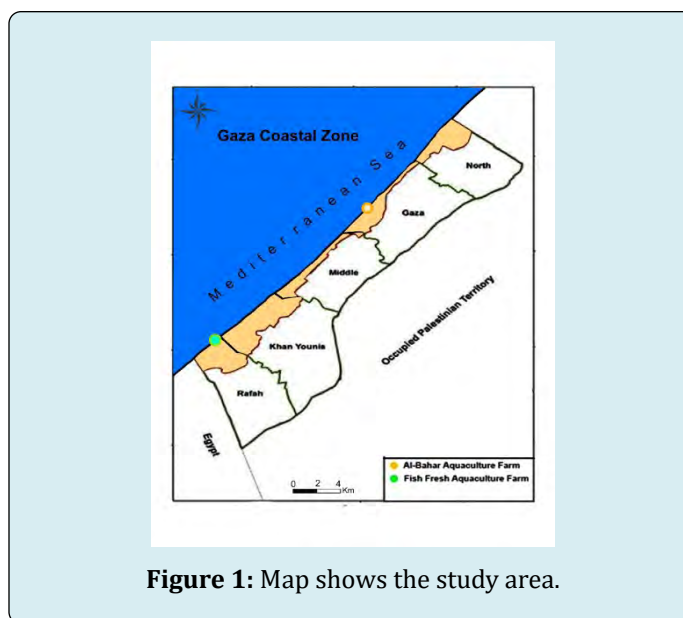 Gaza Coastal Zone
Mediterranean Sea
North
Gaza
Middle
Khan Younis
Rafah
Occupied Palestinian Territory
Egypt
0 2 4
Km
Al-Bahar Aquaculture Farm
Fish Fresh Aquaculture Farm
Figure 1: Map shows the study area.